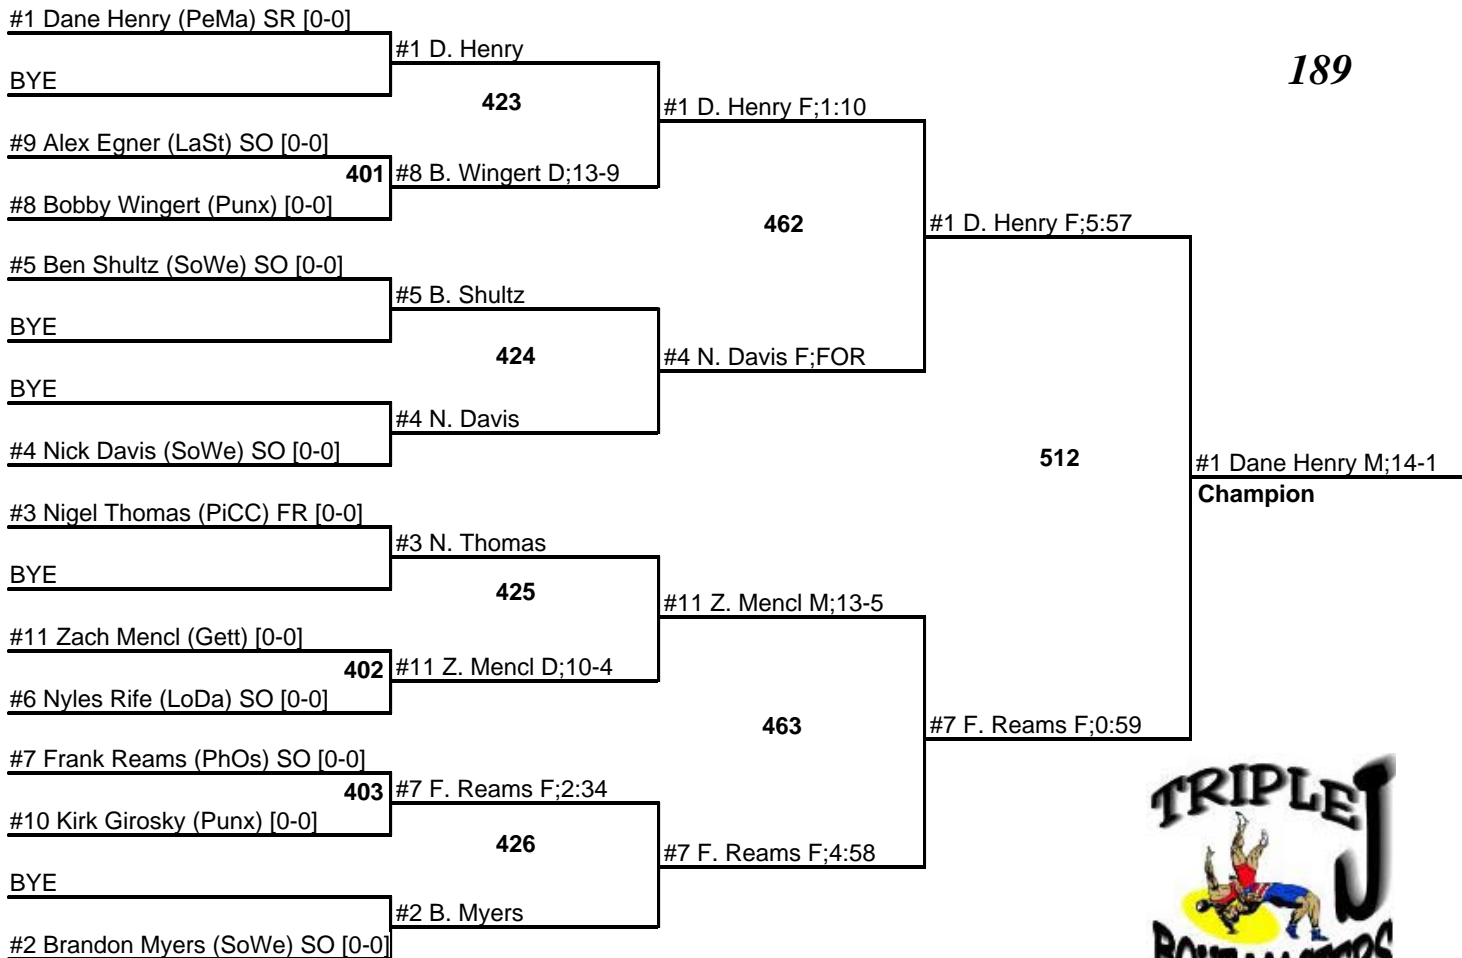 #1 Dane Henry (PeMa) SR [0-0]
#1 D. Henry
189
BYE
423
#1 D. Henry F;1:10
#9 Alex Egner (LaSt) SO [0-0]
401
#8 B. Wingert D;13-9
#8 Bobby Wingert (Punx) [0-0]
462
#1 D. Henry F;5:57
#5 Ben Shultz (SoWe) SO [0-0]
#5 B. Shultz
BYE
424
#4 N. Davis F;FOR
BYE
#4 N. Davis
#4 Nick Davis (SoWe) SO [0-0]
512
#1 Dane Henry M;14-1
Champion
#3 Nigel Thomas (PiCC) FR [0-0]
#3 N. Thomas
BYE
425
#11 Z. Mencl M;13-5
#11 Zach Mencl (Gett) [0-0]
402
#11 Z. Mencl D;10-4
#6 Nyles Rife (LoDa) SO [0-0]
463
#7 F. Reams F;0:59
#7 Frank Reams (PhOs) SO [0-0]
403
#7 F. Reams F;2:34
#10 Kirk Girosky (Punx) [0-0]
426
#7 F. Reams F;4:58
BYE
#2 B. Myers
#2 Brandon Myers (SoWe) SO [0-0]
TRIPLE J
BOUTMASTERS